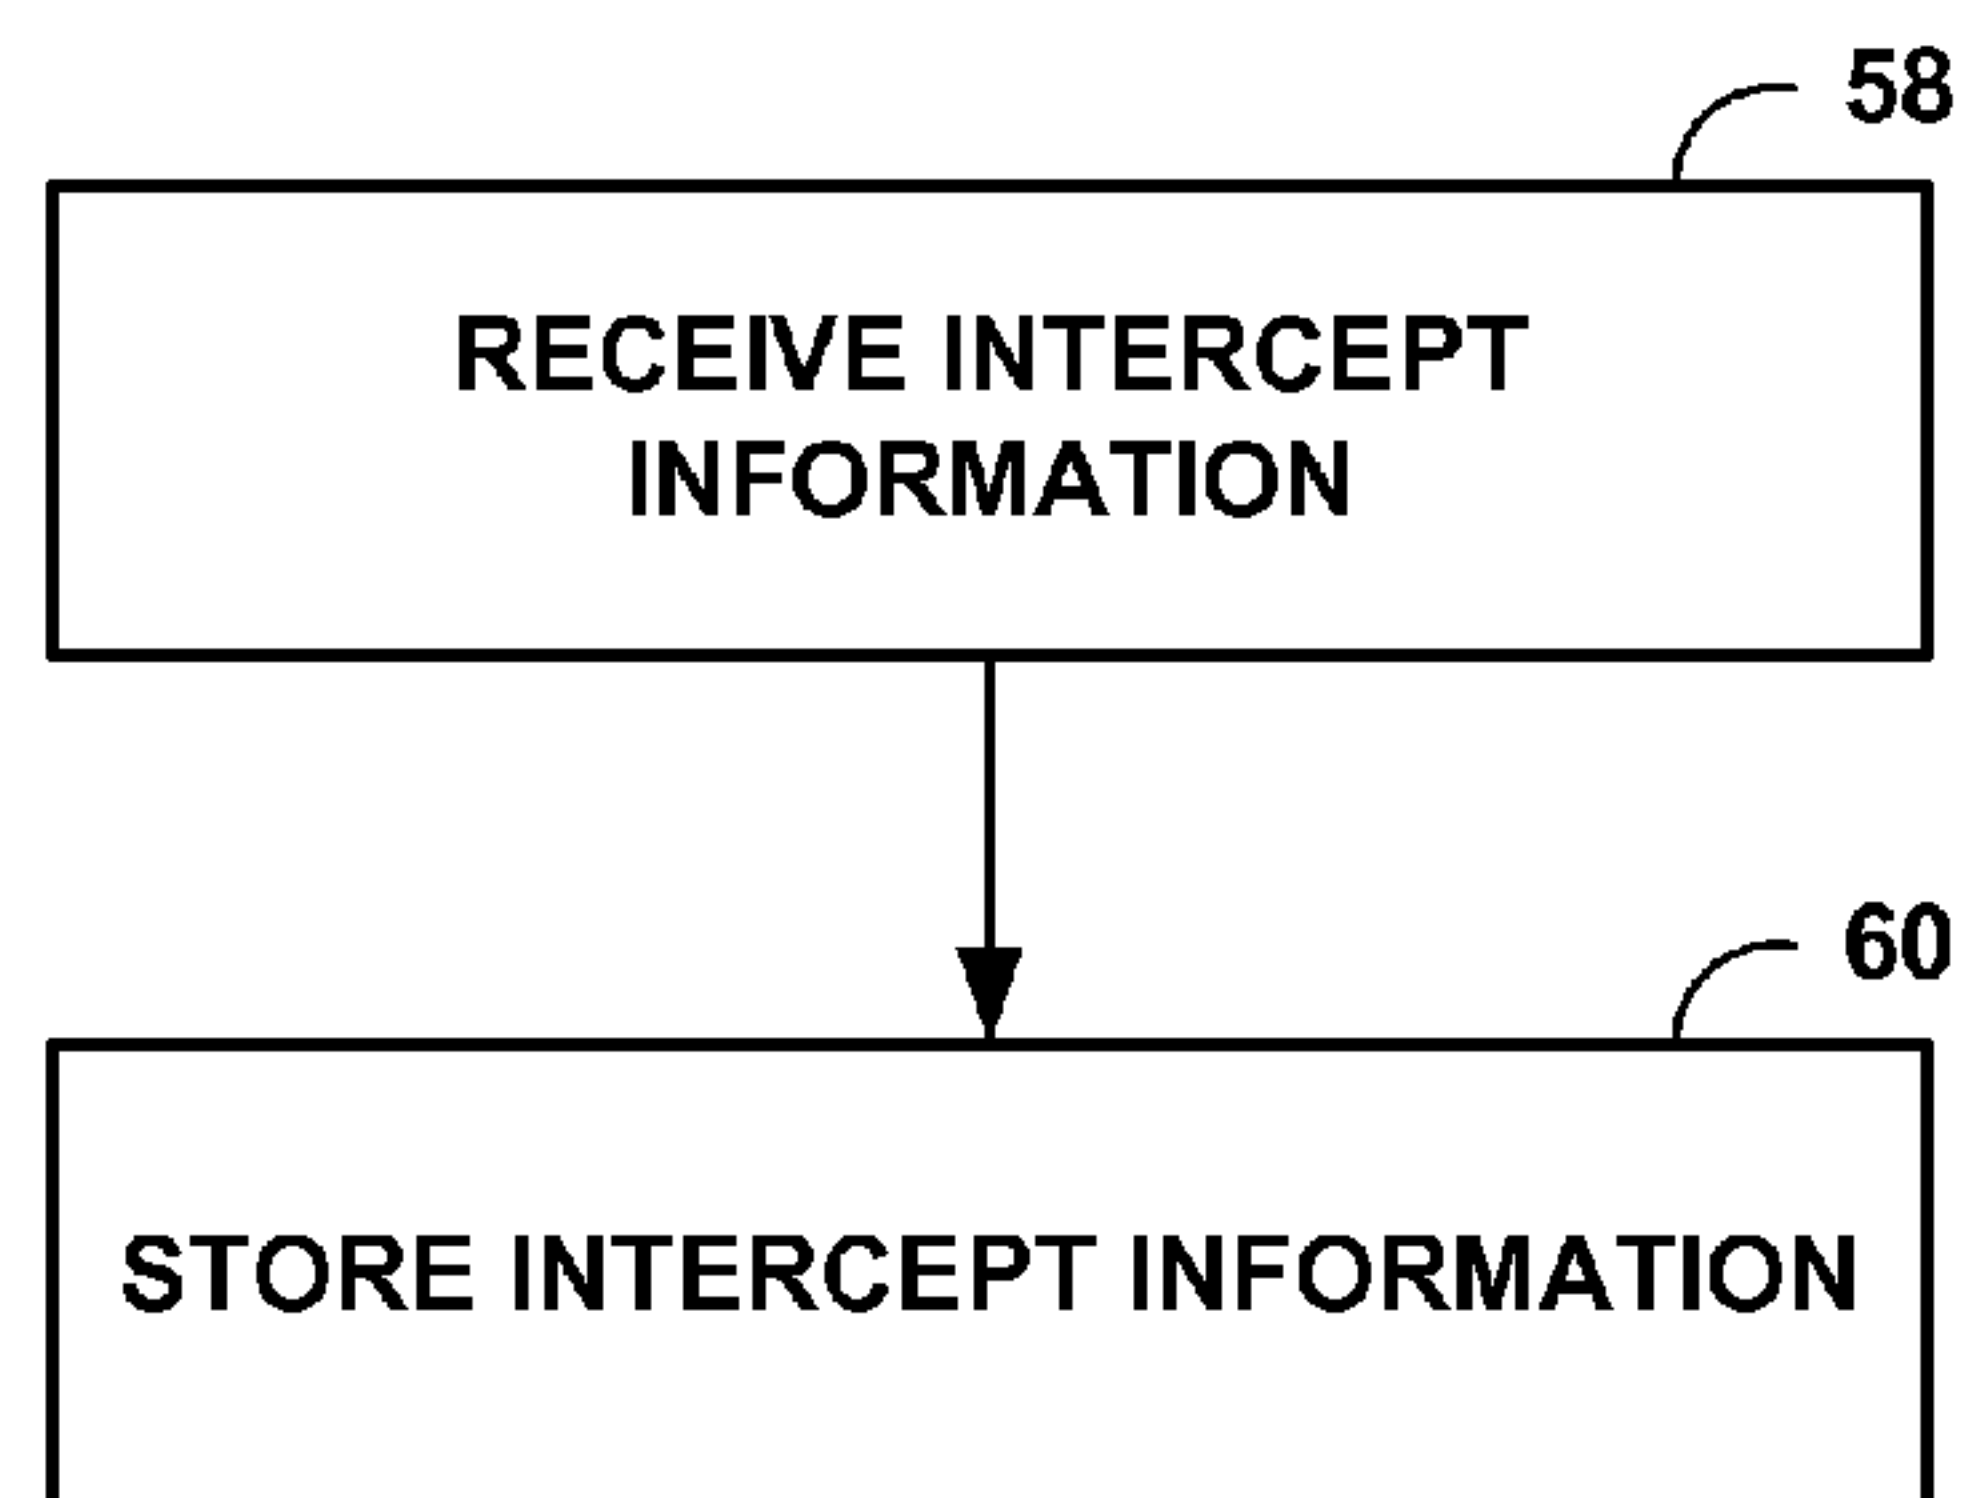 58
RECEIVE INTERCEPT
INFORMATION
60
STORE INTERCEPT INFORMATION